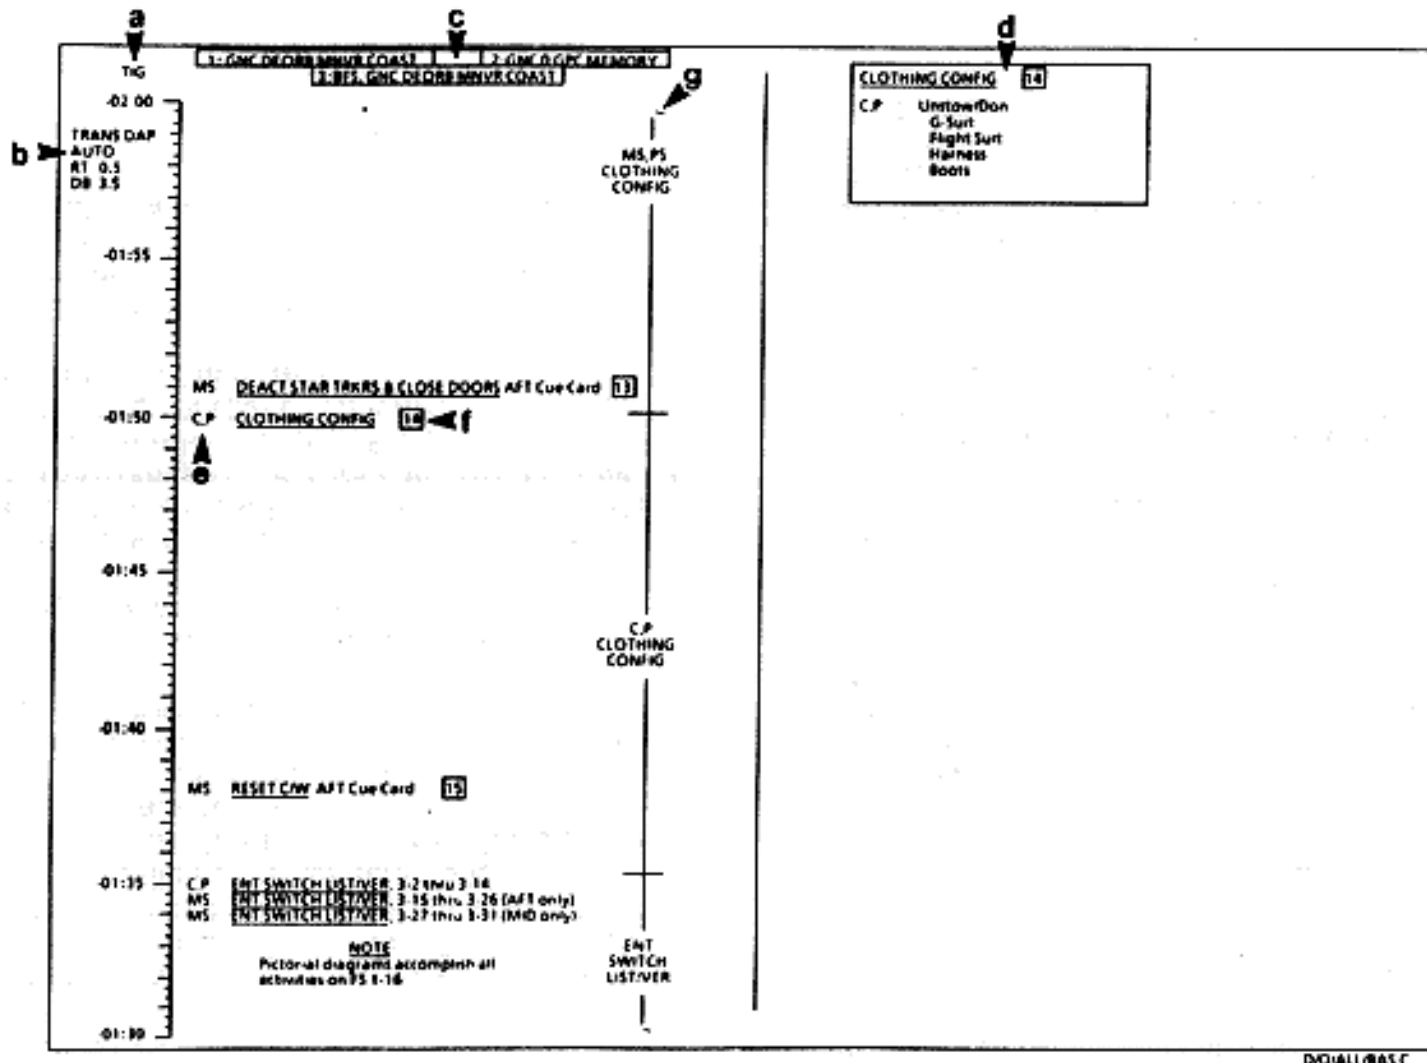 a
c
d
TIG
1: GNC DEORB MNVR COAST
2: GNC 0 GPC MEMORY
3: BFS, GNC DEORB MNVR COAST
g
CLOTHING CONFIG 14
-02 00
C,P Unstow/Don
G-Suit
Flight Suit
Harness
Boots
b
TRANS DAP
AUTO
R1 0.5
DB 3.5
MS,PS
CLOTHING
CONFIG
-01:55
MS DEACT STAR TRKRS & CLOSE DOORS AFT Cue Card 13
-01:50 C,P CLOTHING CONFIG 14 f
e
-01:45
C,P
CLOTHING
CONFIG
-01:40
MS RESET C/W AFT Cue Card 15
-01:35 C,P ENT SWITCH LIST/VER, 3-2 thru 3-14
MS ENT SWITCH LIST/VER, 3-15 thru 3-26 (AFT only)
MS ENT SWITCH LIST/VER, 3-27 thru 3-31 (MID only)
NOTE
Pictorial diagrams accomplish all
activities on PS 1-16
ENT
SWITCH
LIST/VER
D/O/ALL/BAS C